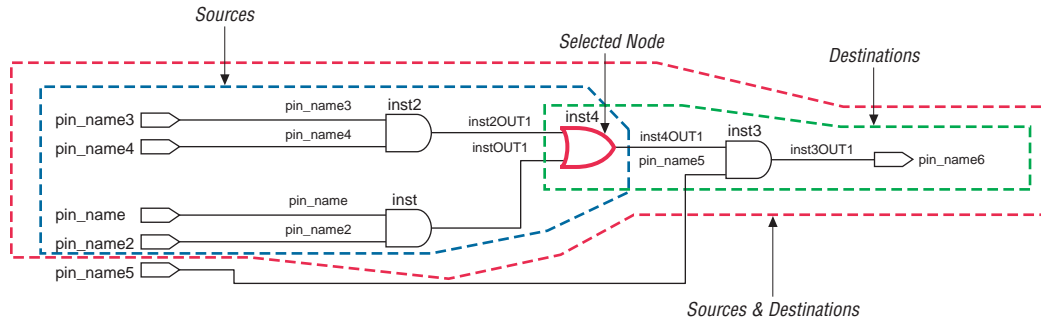 Sources
Selected Node
Destinations
pin_name3
pin_name3
inst2
inst2OUT1
inst4
pin_name4
pin_name4
instOUT1
inst4OUT1
inst3
inst3OUT1
pin_name5
pin_name6
pin_name
pin_name
inst
pin_name2
pin_name2
pin_name5
Sources & Destinations